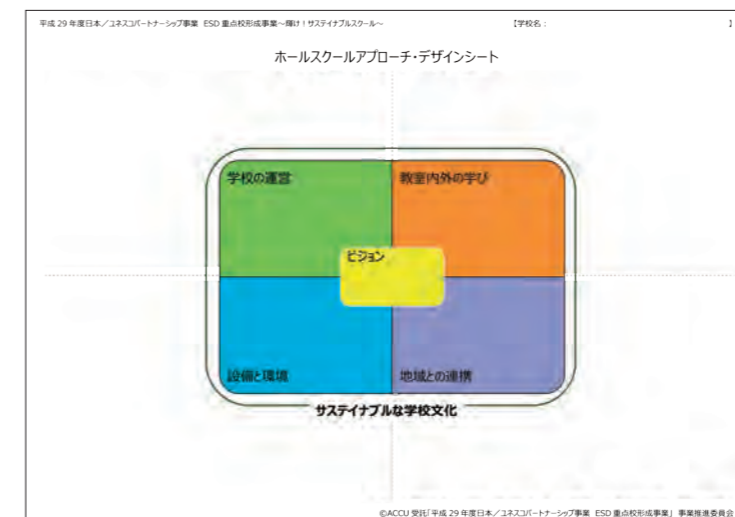 平成 29 年度日本／ユネスコパートナーシップ事業 ESD 重点校形成事業～輝け！サステイナブルスクール～ 【学校名： 】
ホールスクールアプローチ・デザインシート
学校の運営 教室内外の学び
ビジョン
設備と環境 地域との連携
サステイナブルな学校文化
©ACCU 受託「平成 29 年度日本／ユネスコパートナーシップ事業 ESD 重点校形成事業」 事業推進委員会